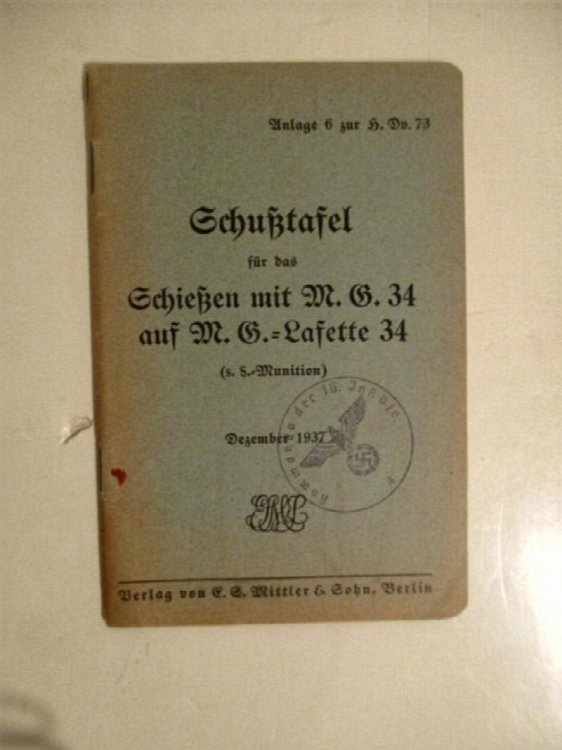 Anlage 6 zur H. Dv. 73
Schußtafel
für das
Schießen mit M. G. 34
auf M. G.-Lafette 34
(s. S.-Munition)
Dezember 1937
Verlag von E. S. Mittler & Sohn, Berlin